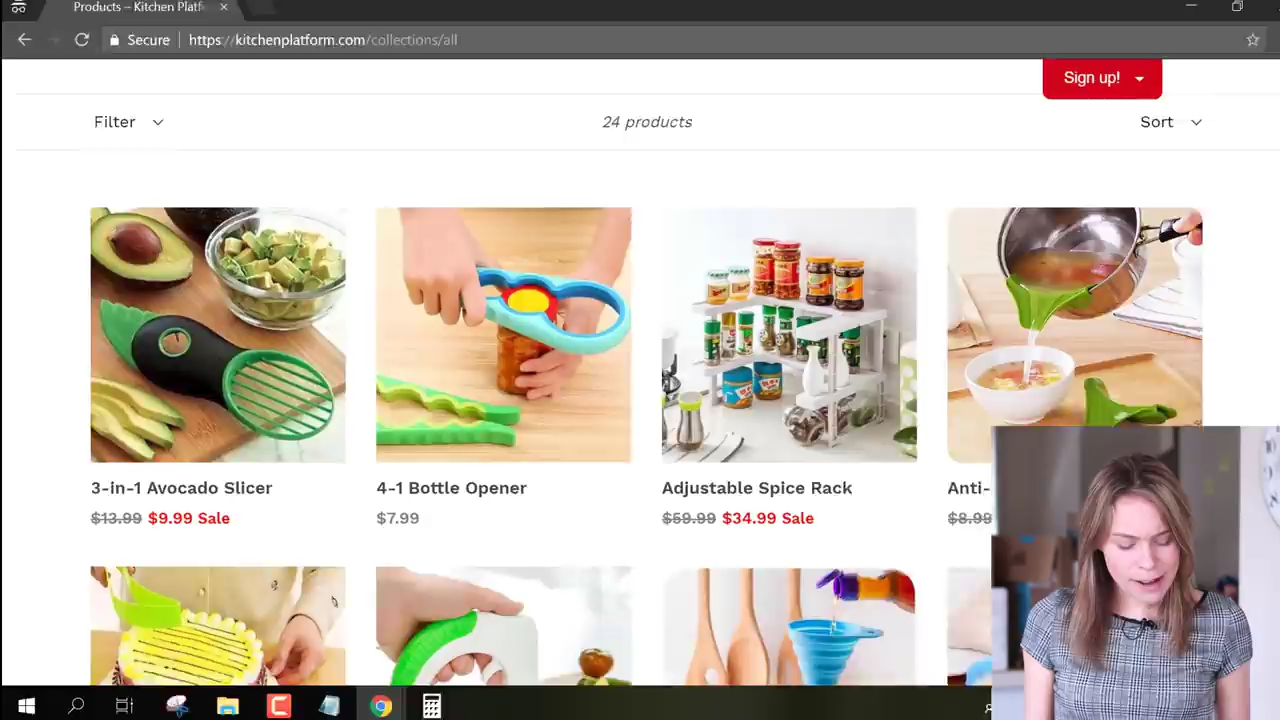 Products – Kitchen Platf
Secure
https://kitchenplatform.com/collections/all
Sign up!
Filter
24 products
Sort
3-in-1 Avocado Slicer
$13.99 $9.99 Sale
4-1 Bottle Opener
$7.99
Adjustable Spice Rack
$59.99 $34.99 Sale
Anti-
$8.99